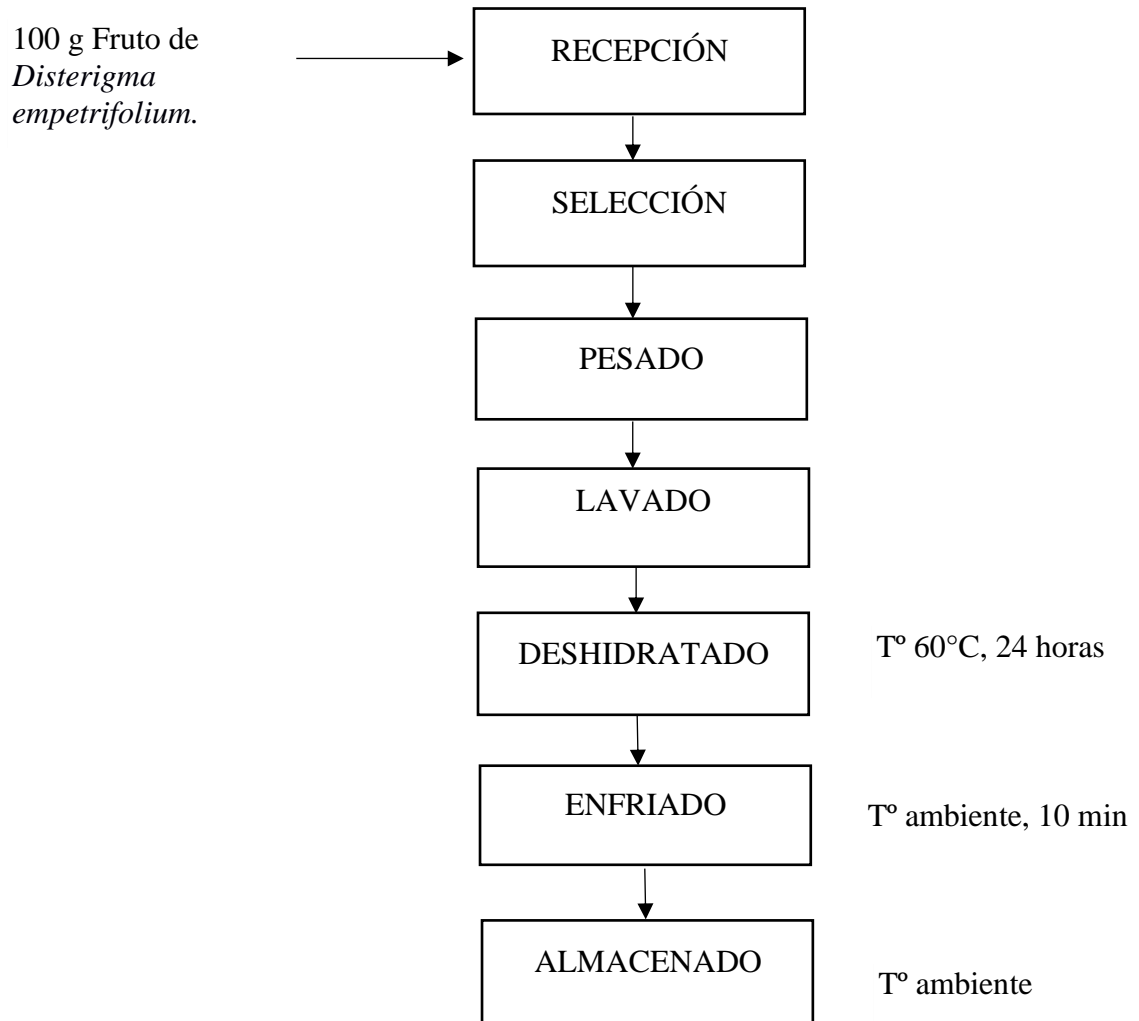 100 g Fruto de
Disterigma
empetrifolium.
RECEPCIÓN
SELECCIÓN
PESADO
LAVADO
DESHIDRATADO
Tº 60°C, 24 horas
ENFRIADO
Tº ambiente, 10 min
ALMACENADO
Tº ambiente